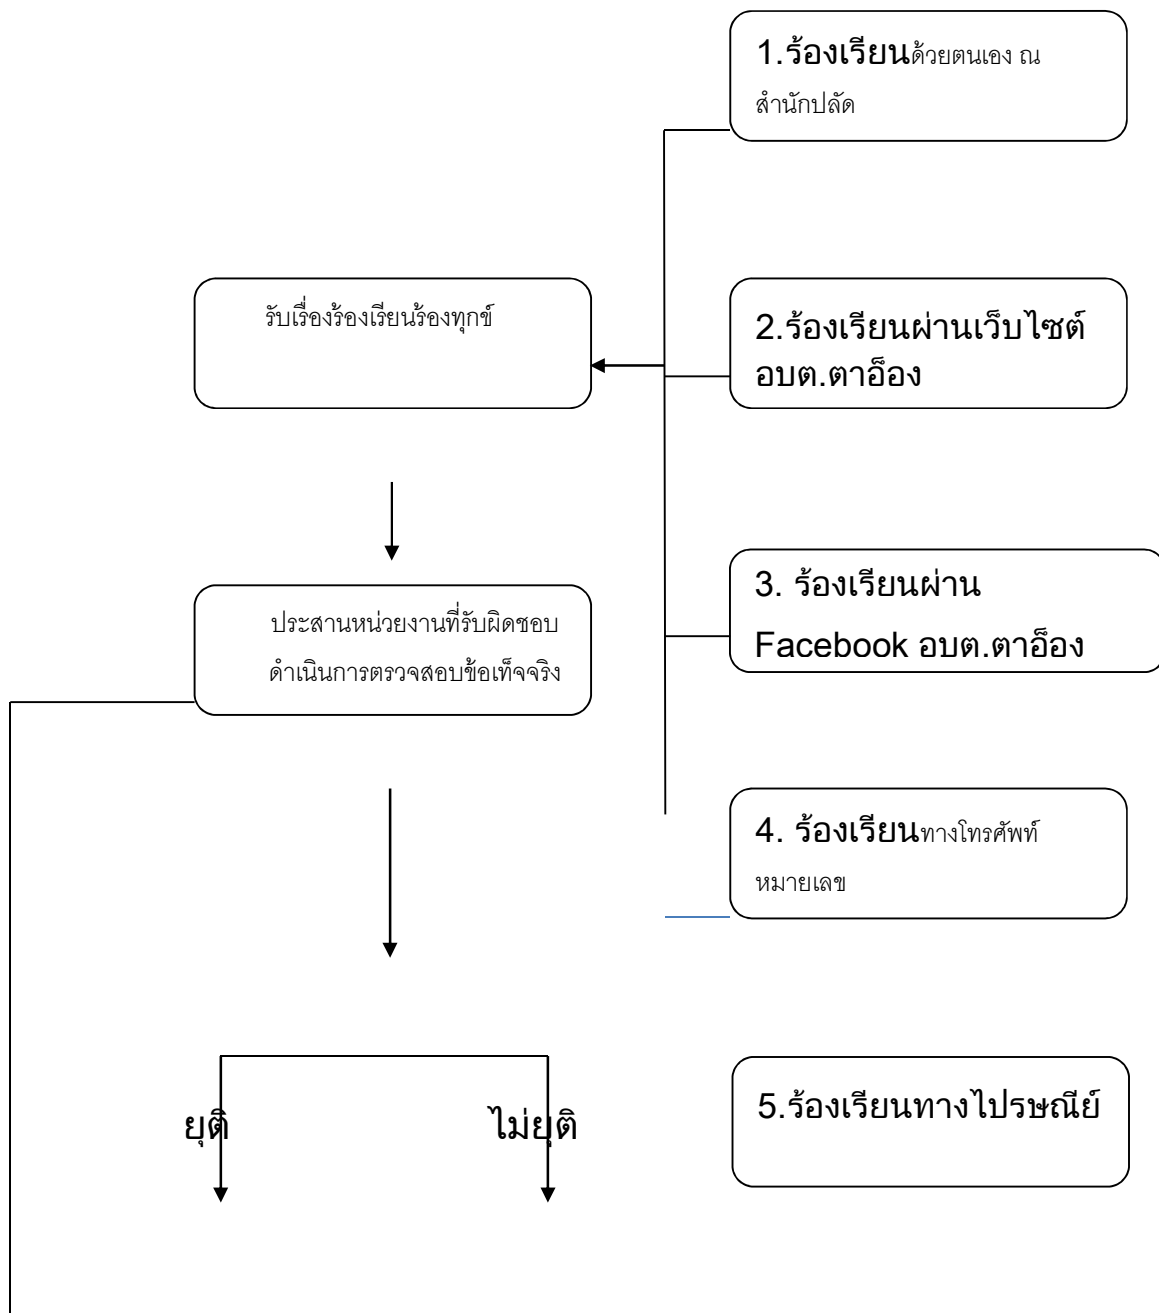 1.ร้องเรียนด้วยตนเอง ณ
สำนักปลัด
รับเรื่องร้องเรียนร้องทุกข์
2.ร้องเรียนผ่านเว็บไซต์
อบต.ตาอ็อง
ประสานหน่วยงานที่รับผิดชอบ
ดำเนินการตรวจสอบข้อเท็จจริง
3. ร้องเรียนผ่าน
Facebook อบต.ตาอ็อง
4. ร้องเรียนทางโทรศัพท์
หมายเลข
ยุติ
ไม่ยุติ
5.ร้องเรียนทางไปรษณีย์